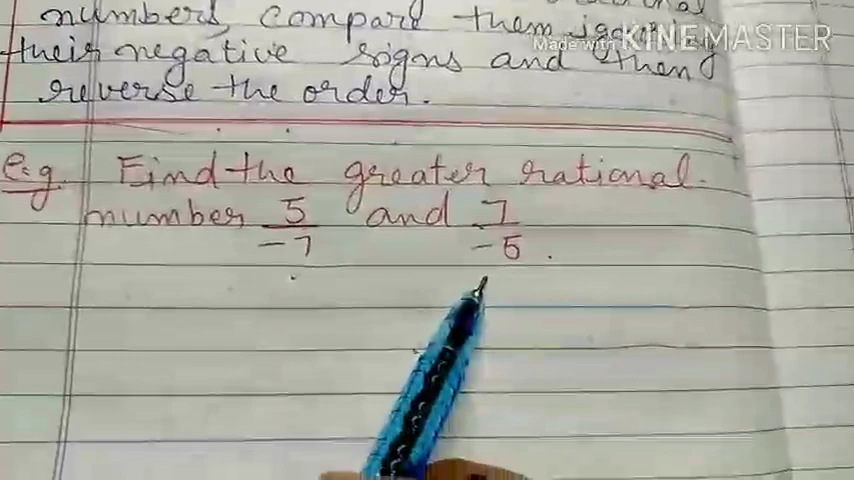 numbers, compare them ignoring
Made with KINEMASTER
their negative signs and then
reverse the order.
e.g. Find the greater rational
number 5/-7 and 7/-5.